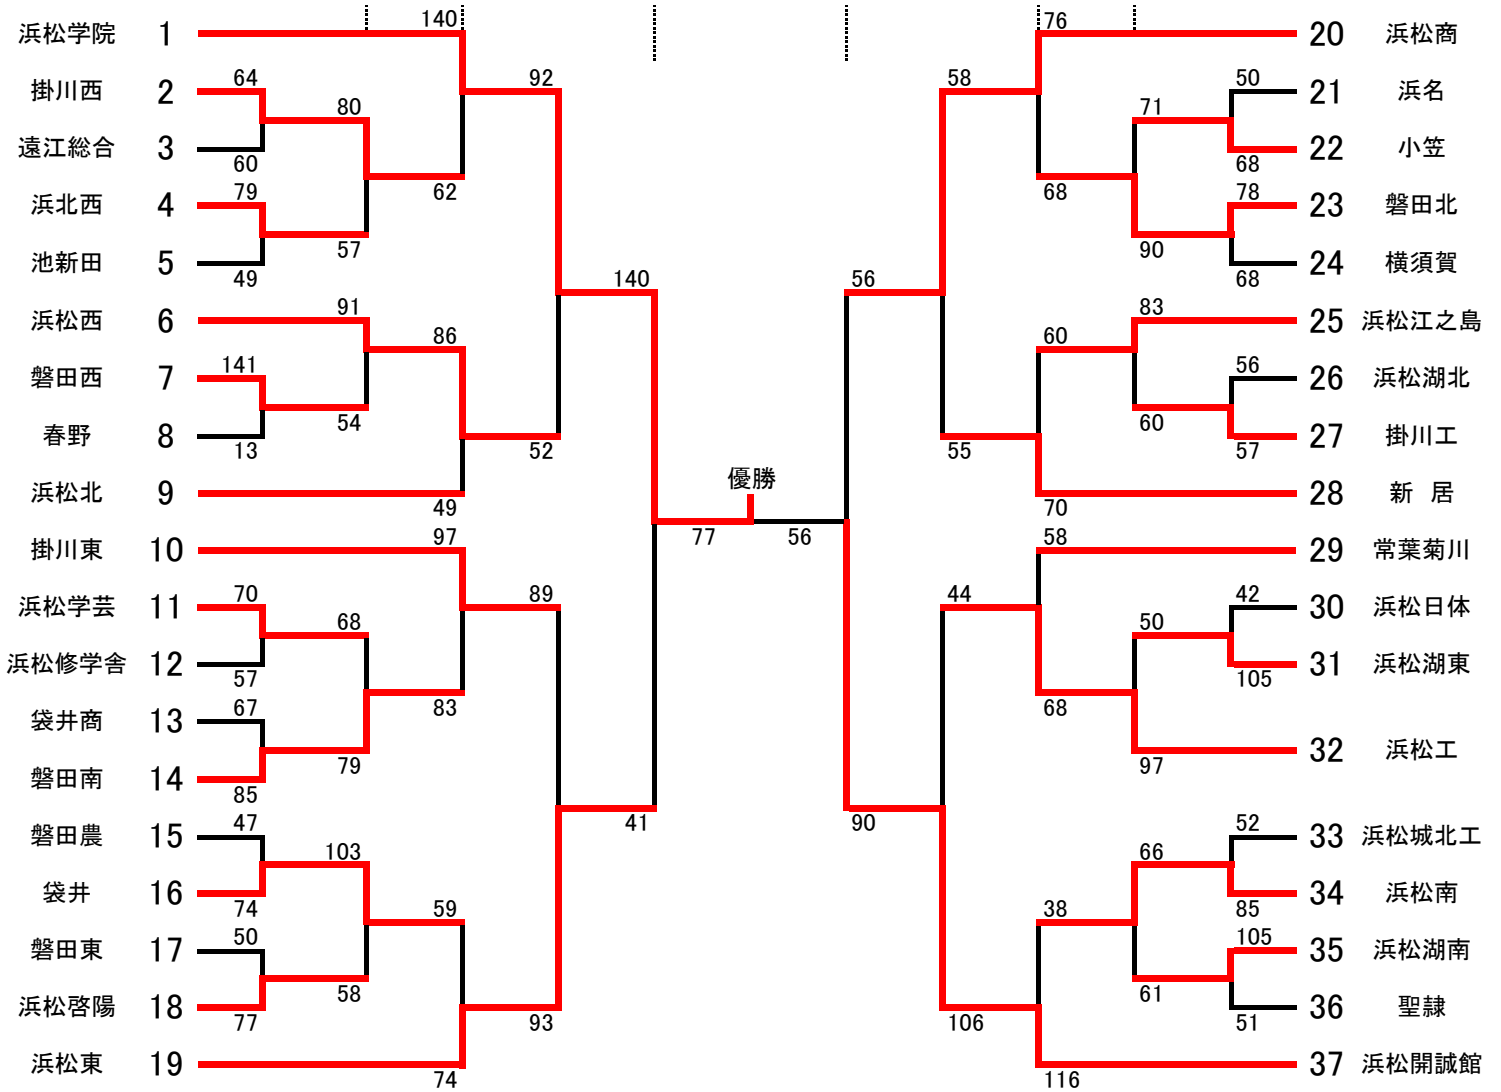 140
76
浜松学院 1
20 浜松商
64
92
58
50
掛川西 2
21 浜名
80
71
遠江総合 3
22 小笠
60
68
79
62
68
78
浜北西 4
23 磐田北
57
90
池新田 5
24 横須賀
49
68
140
56
91
83
浜松西 6
25 浜松江之島
86
60
141
56
磐田西 7
26 浜松湖北
54
60
春野 8
27 掛川工
13
52
55
57
優勝
浜松北 9
28 新 居
49
70
97
77
56
58
掛川東 10
29 常葉菊川
70
89
44
42
浜松学芸 11
30 浜松日体
68
50
浜松修学舎 12
31 浜松湖東
57
105
67
83
68
袋井商 13
32 浜松工
79
97
磐田南 14
85
47
41
90
52
磐田農 15
33 浜松城北工
103
66
袋井 16
34 浜松南
74
59
38
85
50
105
磐田東 17
35 浜松湖南
58
61
浜松啓陽 18
36 聖隷
77
93
106
51
浜松東 19
37 浜松開誠館
74
116